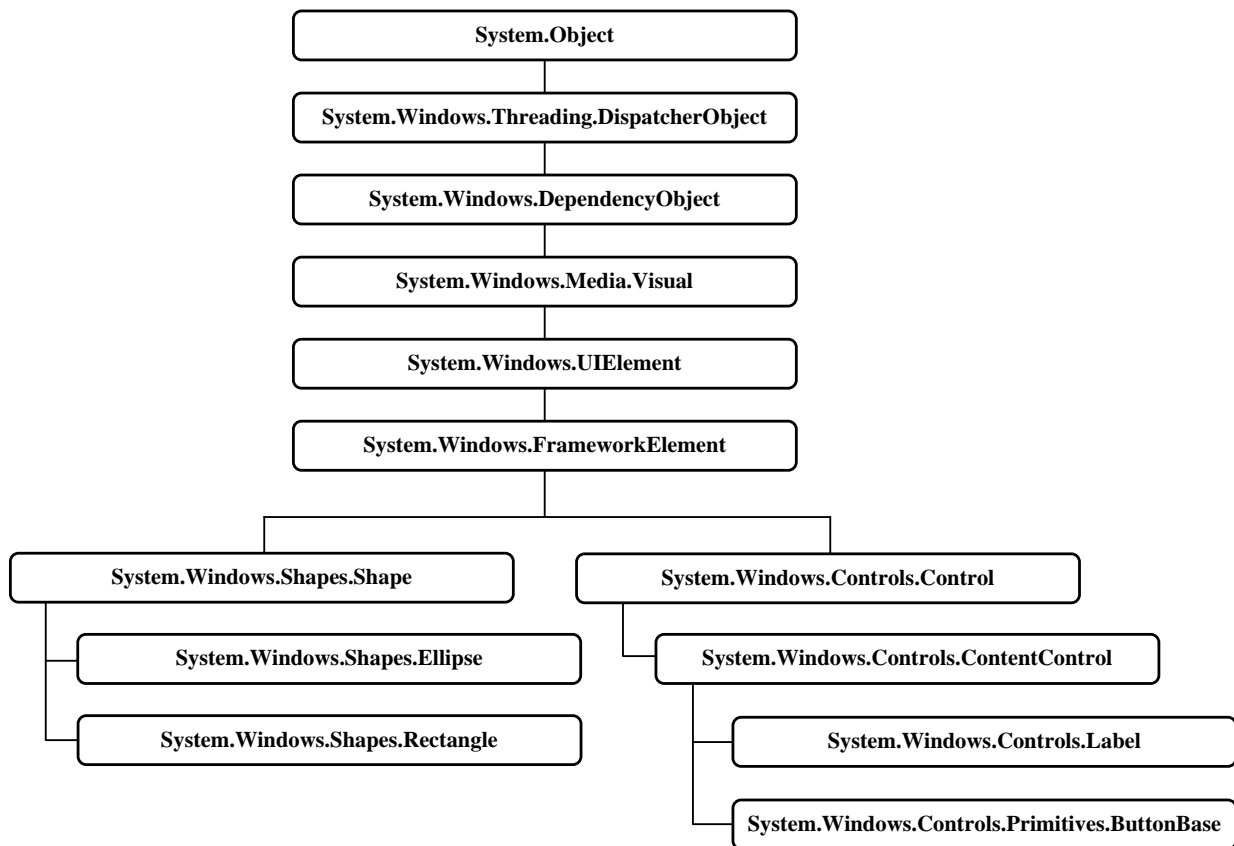 System.Object
System.Windows.Threading.DispatcherObject
System.Windows.DependencyObject
System.Windows.Media.Visual
System.Windows.UIElement
System.Windows.FrameworkElement
System.Windows.Shapes.Shape
System.Windows.Shapes.Ellipse
System.Windows.Shapes.Rectangle
System.Windows.Controls.Control
System.Windows.Controls.ContentControl
System.Windows.Controls.Label
System.Windows.Controls.Primitives.ButtonBase